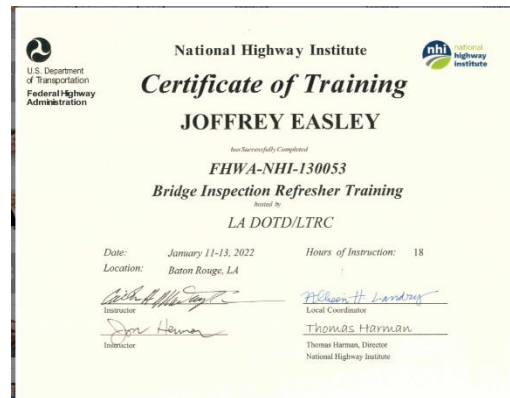 U.S. Department
of Transportation
Federal Highway
Administration
National Highway Institute
nhi national
highway
institute
Certificate of Training
JOFFREY EASLEY
has Successfully Completed
FHWA-NHI-130053
Bridge Inspection Refresher Training
hosted by
LA DOTD/LTRC
Date: January 11-13, 2022 Hours of Instruction: 18
Location: Baton Rouge, LA
Allison H Landry
Instructor Local Coordinator
Thomas Harman
Instructor Thomas Harman, Director
National Highway Institute